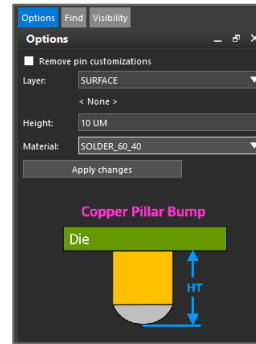 Options Find Visibility
Options
Remove pin customizations
Layer: SURFACE
< None >
Height: 10 UM
Material: SOLDER_60_40
Apply changes
Copper Pillar Bump
Die
HT